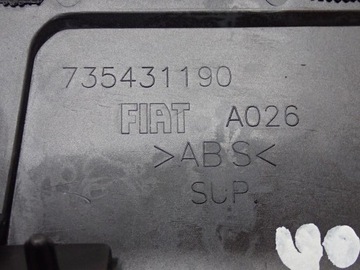 735431190
FIAT A026
>ABS<
SUP.